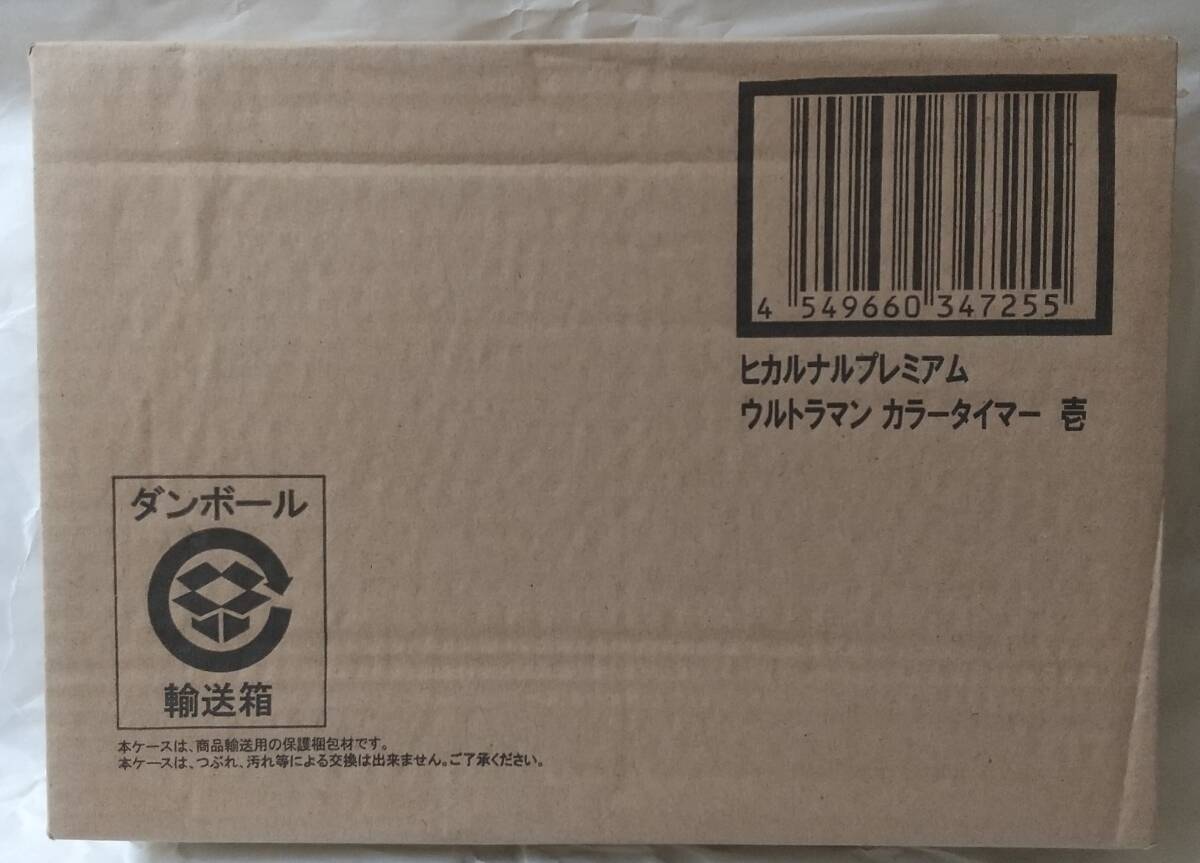 4 549660 347255
ヒカルナルプレミアム
ウルトラマン カラータイマー 壱
ダンボール
輸送箱
本ケースは、商品輸送用の保護梱包材です。
本ケースは、つぶれ、汚れ等による交換は出来ません。ご了承ください。